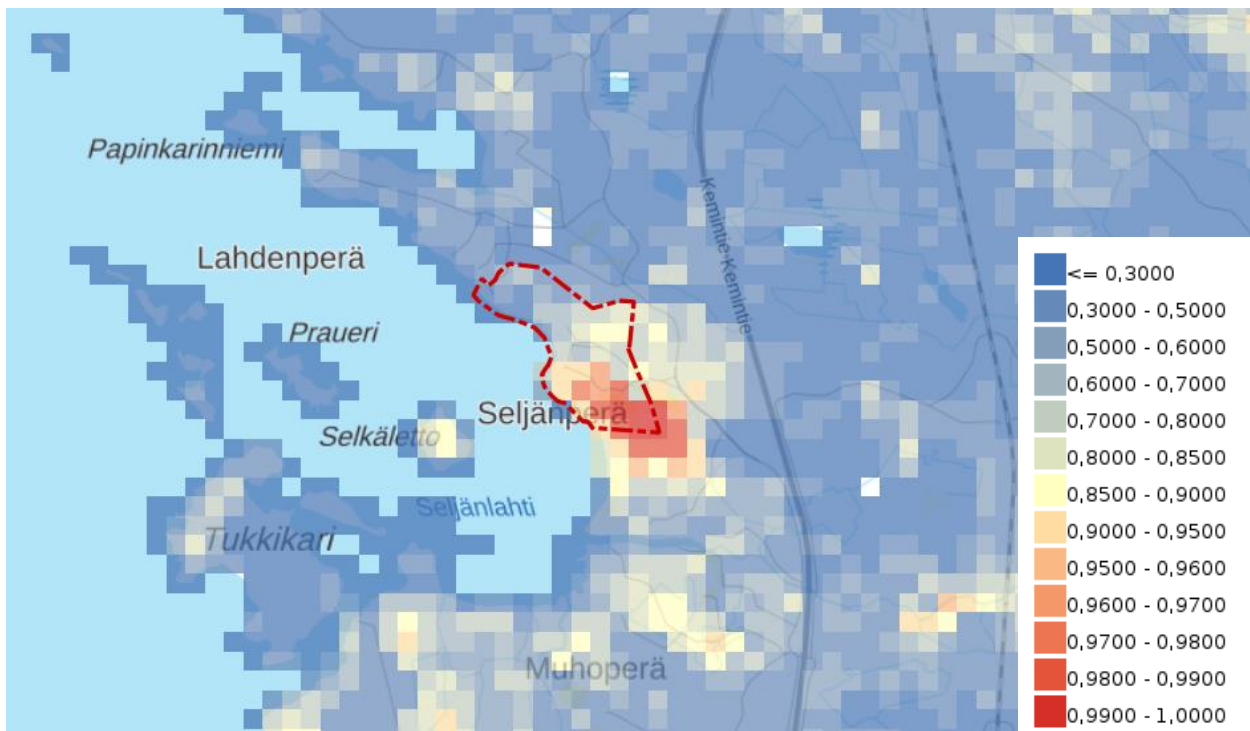 Papinkarinniemi
Lahdenperä
Praueri
Seljänperä
Selkäletto
Seljänlahti
Tukkikari
Muhoperä
Kemintie-Kemintie
<= 0,3000
0,3000 - 0,5000
0,5000 - 0,6000
0,6000 - 0,7000
0,7000 - 0,8000
0,8000 - 0,8500
0,8500 - 0,9000
0,9000 - 0,9500
0,9500 - 0,9600
0,9600 - 0,9700
0,9700 - 0,9800
0,9800 - 0,9900
0,9900 - 1,0000